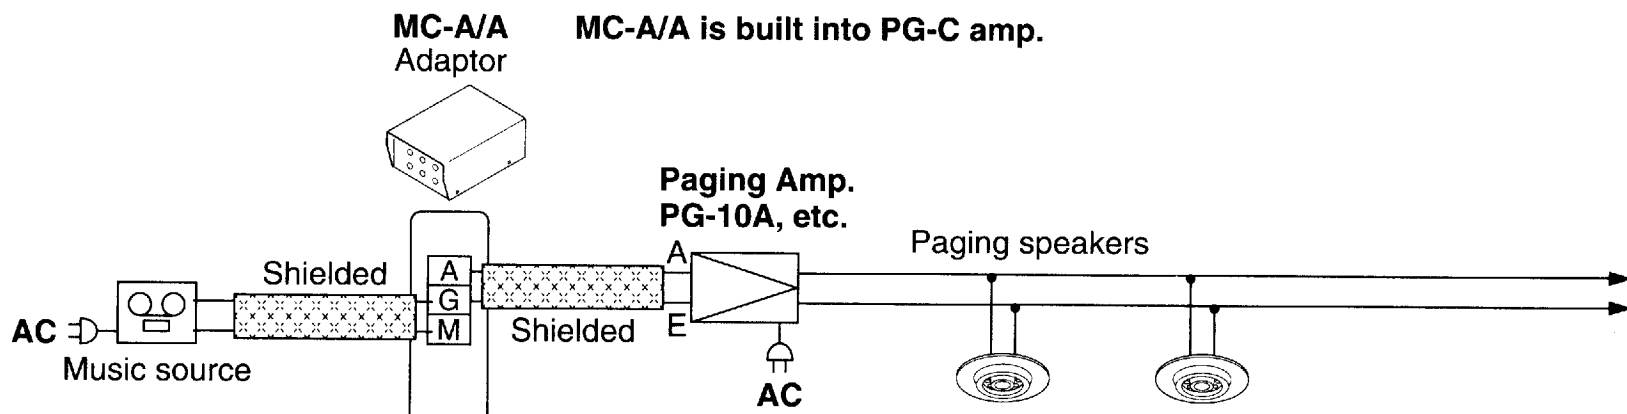 MC-A/A
Adaptor
MC-A/A is built into PG-C amp.
Paging Amp.
PG-10A, etc.
Paging speakers
Shielded
A
G
M
A
E
Shielded
AC
Music source
AC